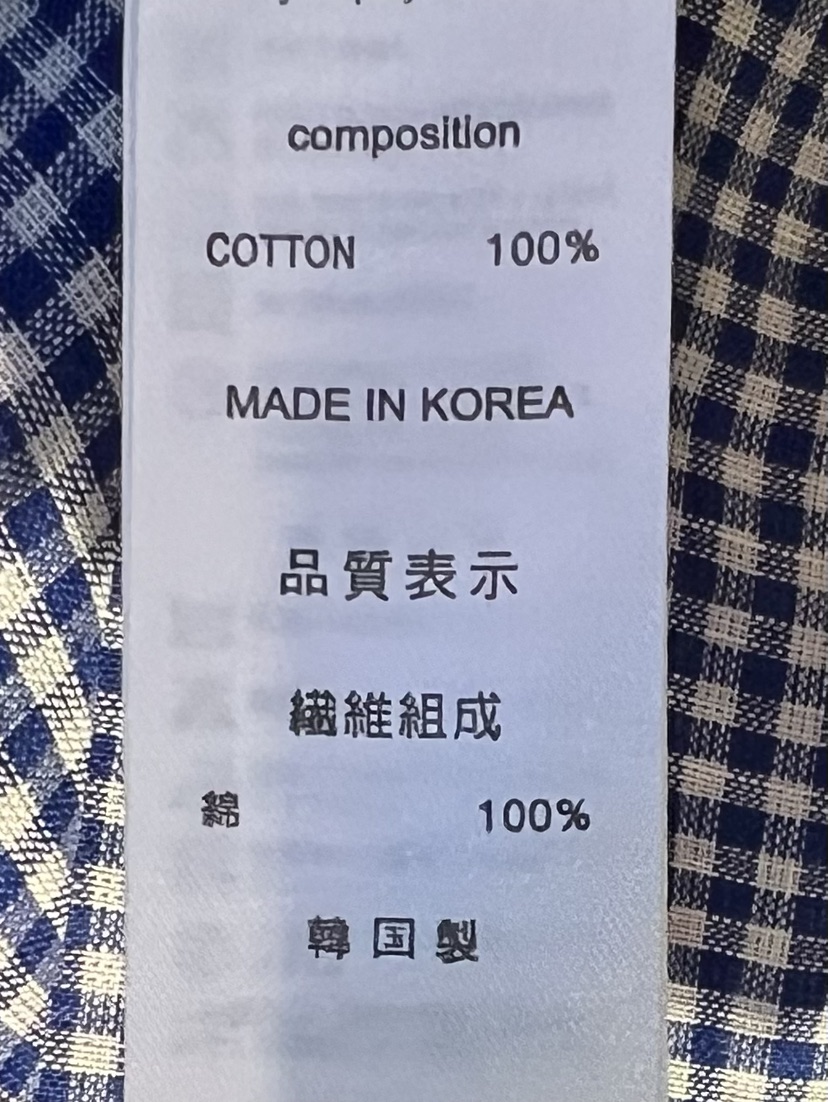 composition
COTTON 100%
MADE IN KOREA
品質表示
繊維組成
綿 100%
韓国製